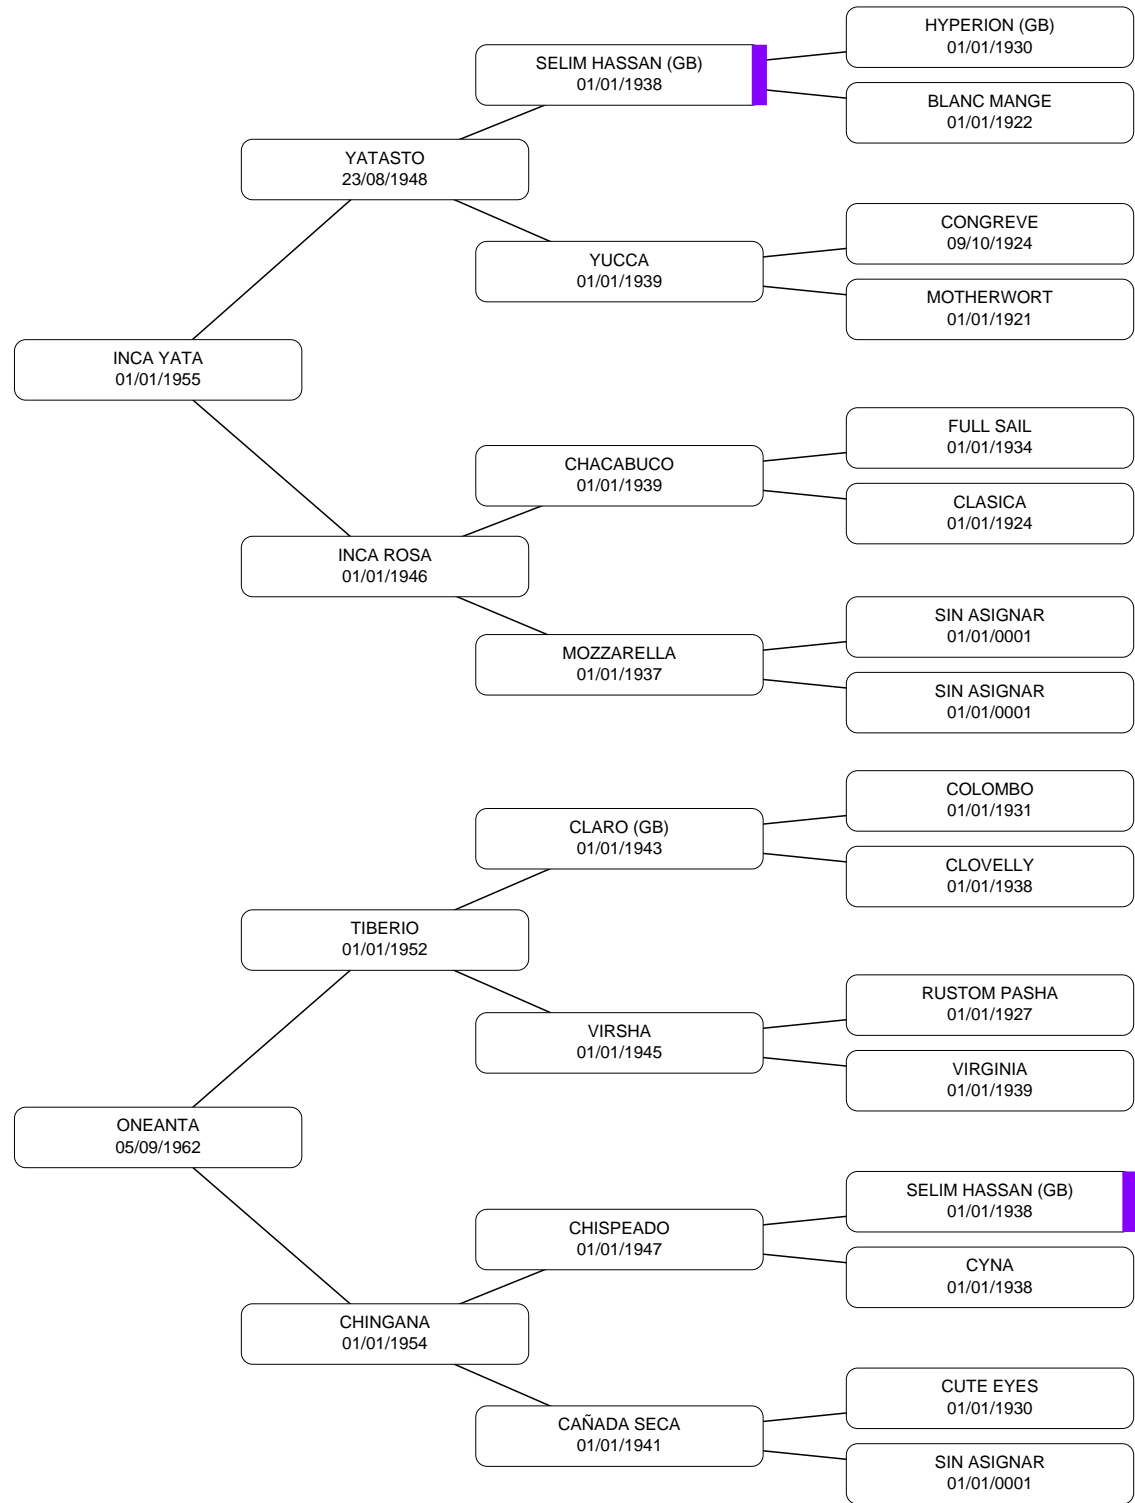 HYPERION (GB)
01/01/1930
SELIM HASSAN (GB)
01/01/1938
BLANC MANGE
01/01/1922
YATASTO
23/08/1948
CONGREVE
09/10/1924
YUCCA
01/01/1939
MOTHERWORT
01/01/1921
INCA YATA
01/01/1955
FULL SAIL
01/01/1934
CHACABUCO
01/01/1939
CLASICA
01/01/1924
INCA ROSA
01/01/1946
SIN ASIGNAR
01/01/0001
MOZZARELLA
01/01/1937
SIN ASIGNAR
01/01/0001
COLOMBO
01/01/1931
CLARO (GB)
01/01/1943
CLOVELLY
01/01/1938
TIBERIO
01/01/1952
RUSTOM PASHA
01/01/1927
VIRSHA
01/01/1945
VIRGINIA
01/01/1939
ONEANTA
05/09/1962
SELIM HASSAN (GB)
01/01/1938
CHISPEADO
01/01/1947
CYNA
01/01/1938
CHINGANA
01/01/1954
CUTE EYES
01/01/1930
CAÑADA SECA
01/01/1941
SIN ASIGNAR
01/01/0001